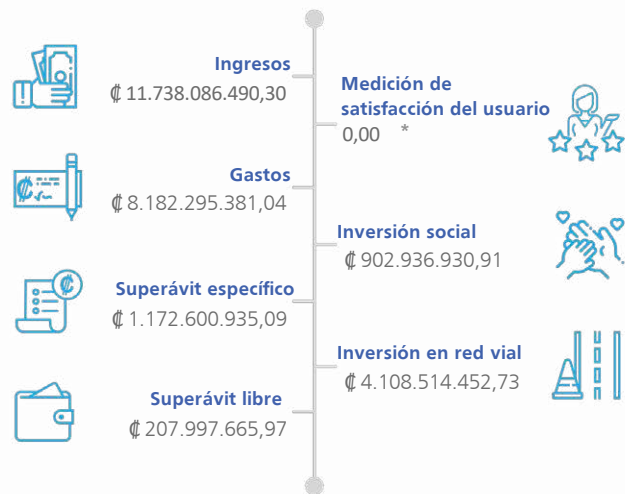 Ingresos
₡ 11.738.086.490,30
Gastos
₡ 8.182.295.381,04
Superávit específico
₡ 1.172.600.935,09
Superávit libre
₡ 207.997.665,97
Medición de
satisfacción del usuario
0,00 *
Inversión social
₡ 902.936.930,91
Inversión en red vial
₡ 4.108.514.452,73